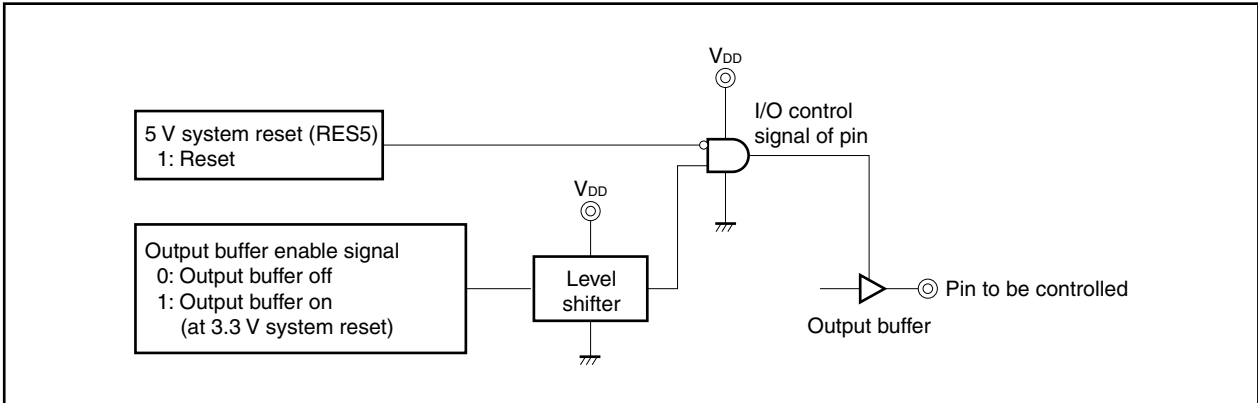 VDD
I/O control
signal of pin
5 V system reset (RES5)
1: Reset
VDD
Output buffer enable signal
0: Output buffer off
1: Output buffer on
(at 3.3 V system reset)
Level
shifter
Pin to be controlled
Output buffer